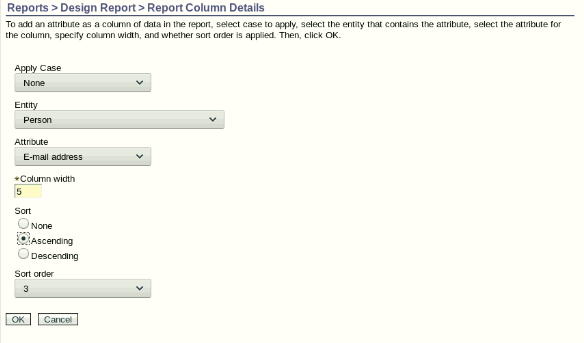 Reports > Design Report > Report Column Details
To add an attribute as a column of data in the report, select case to apply, select the entity that contains the attribute, select the attribute for
the column, specify column width, and whether sort order is applied. Then, click OK.
Apply Case
None
Entity
Person
Attribute
E-mail address
*Column width
5
Sort
None
Ascending
Descending
Sort order
3
OK Cancel